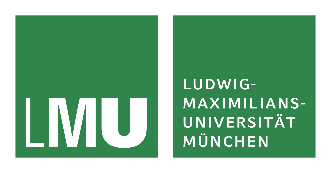 LMU
LUDWIG-
MAXIMILIANS-
UNIVERSITÄT
MÜNCHEN